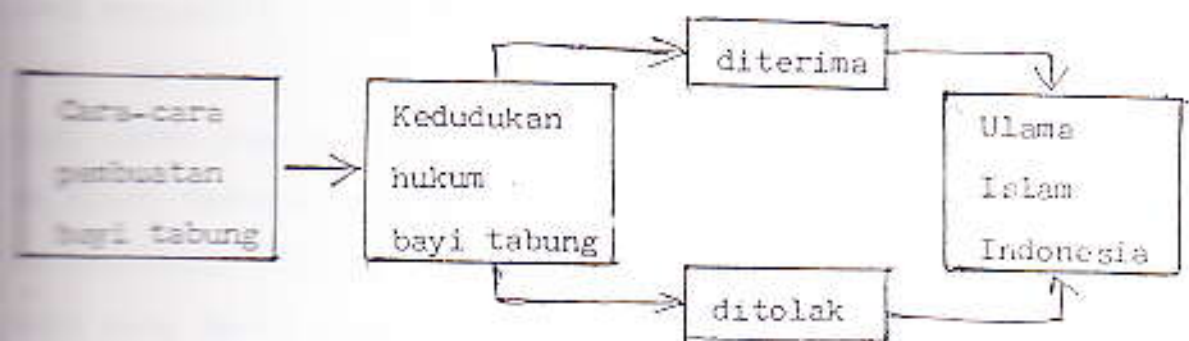 Cara-cara
pembuatan
bayi tabung
Kedudukan
hukum
bayi tabung
diterima
ditolak
Ulama
Islam
Indonesia